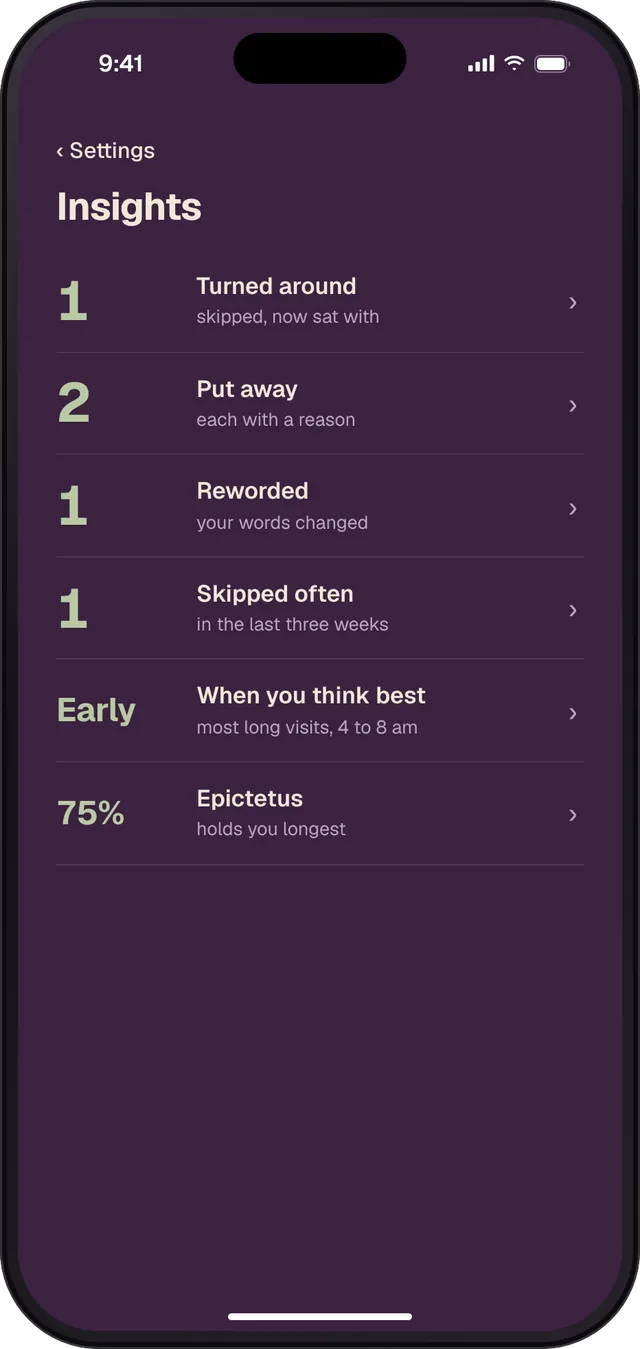 9:41
‹ Settings
Insights
1
Turned around
skipped, now sat with
›
2
Put away
each with a reason
›
1
Reworded
your words changed
›
1
Skipped often
in the last three weeks
›
Early
When you think best
most long visits, 4 to 8 am
›
75%
Epictetus
holds you longest
›